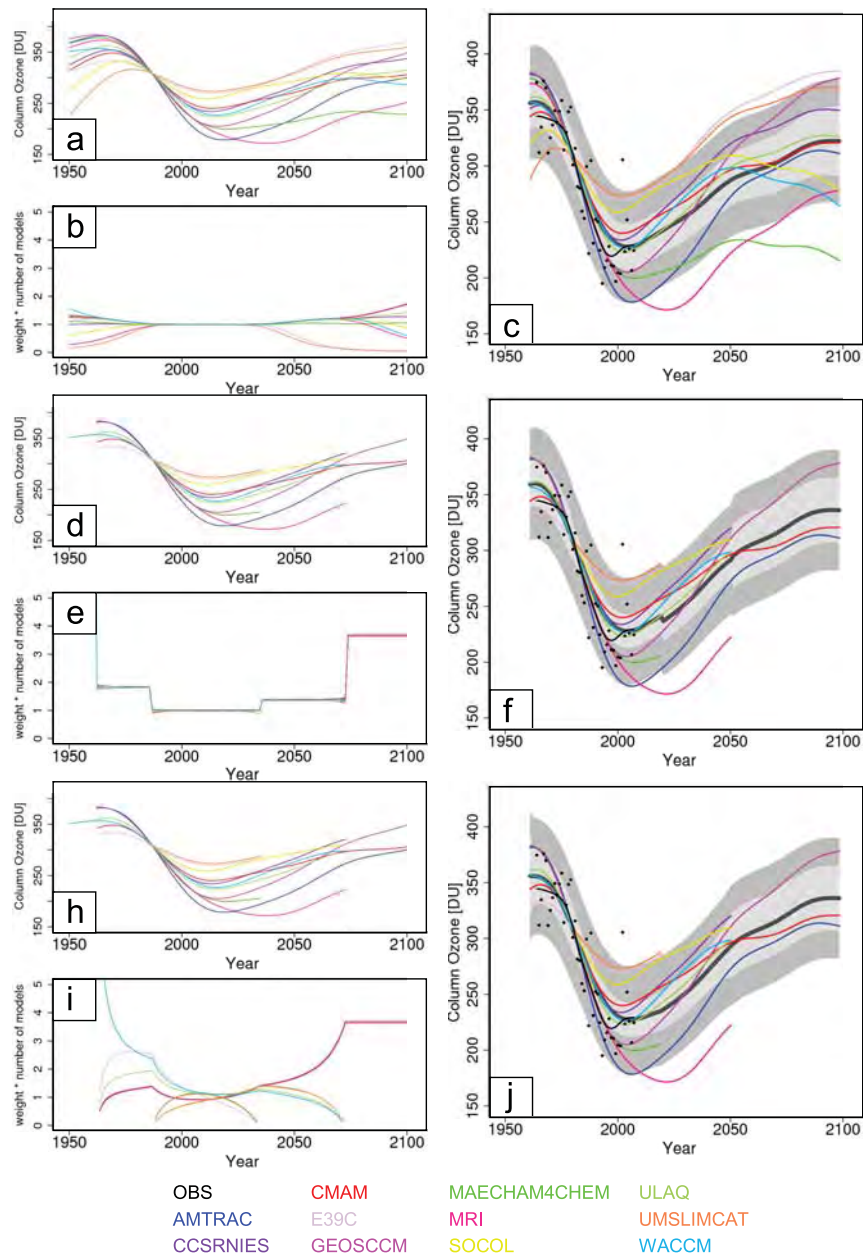 Column Ozone [DU]
350
250
150
a
1950 2000 2050 2100
Year
weight * number of models
5
4
3
2
1
0
b
1950 2000 2050 2100
Year
Column Ozone [DU]
400
350
300
250
200
150
c
1950 2000 2050 2100
Year
Column Ozone [DU]
350
250
150
d
1950 2000 2050 2100
Year
weight * number of models
5
4
3
2
1
0
e
1950 2000 2050 2100
Year
Column Ozone [DU]
400
350
300
250
200
150
f
1950 2000 2050 2100
Year
Column Ozone [DU]
350
250
150
h
1950 2000 2050 2100
Year
weight * number of models
5
4
3
2
1
0
i
1950 2000 2050 2100
Year
Column Ozone [DU]
400
350
300
250
200
150
j
1950 2000 2050 2100
Year
OBS CMAM MAECHAM4CHEM ULAQ
AMTRAC E39C MRI UMSLIMCAT
CCSRNIES GEOSCCM SOCOL WACCM